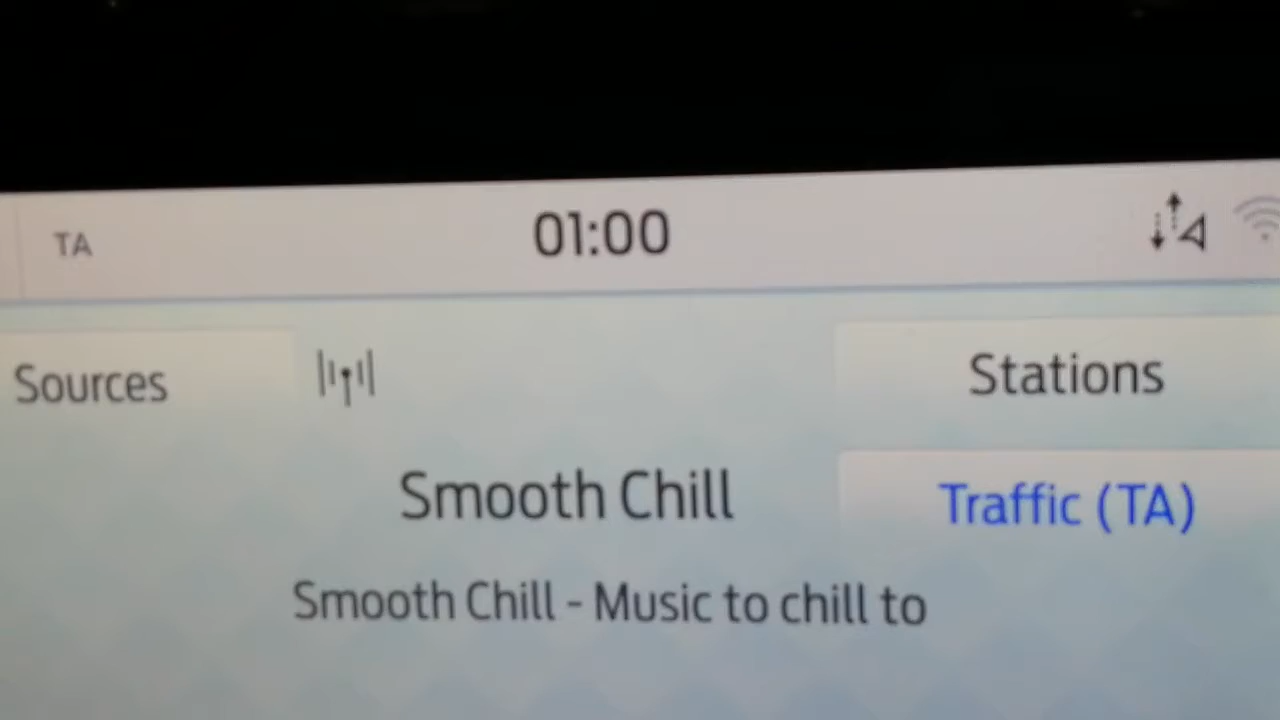 TA
01:00
Sources
Stations
Smooth Chill
Traffic (TA)
Smooth Chill - Music to chill to